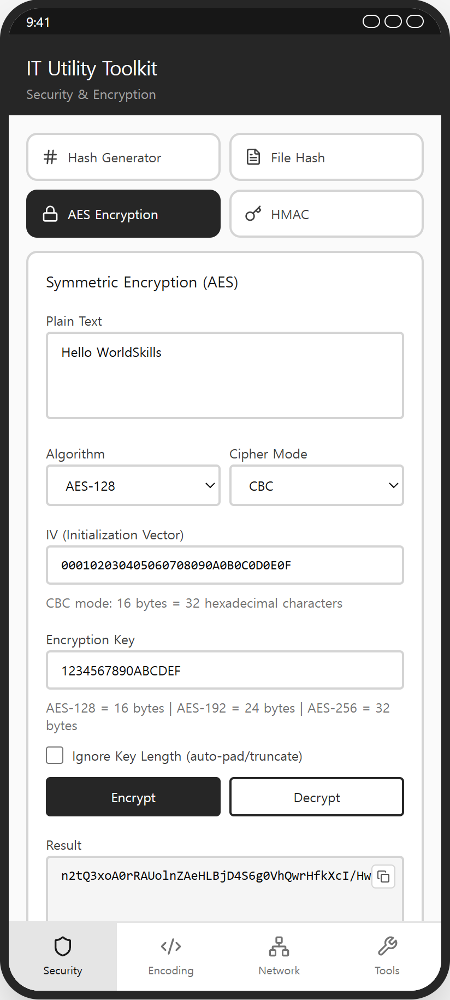 9:41
IT Utility Toolkit
Security & Encryption
Hash Generator
File Hash
AES Encryption
HMAC
Symmetric Encryption (AES)
Plain Text
Hello WorldSkills
Algorithm
Cipher Mode
AES-128
CBC
IV (Initialization Vector)
000102030405060708090A0B0C0D0E0F
CBC mode: 16 bytes = 32 hexadecimal characters
Encryption Key
1234567890ABCDEF
AES-128 = 16 bytes | AES-192 = 24 bytes | AES-256 = 32
bytes
Ignore Key Length (auto-pad/truncate)
Encrypt
Decrypt
Result
n2tQ3xoA0rRAUolnZAeHLBjD4S6g0VhQwrHfkXcI/Hw
Security
Encoding
Network
Tools